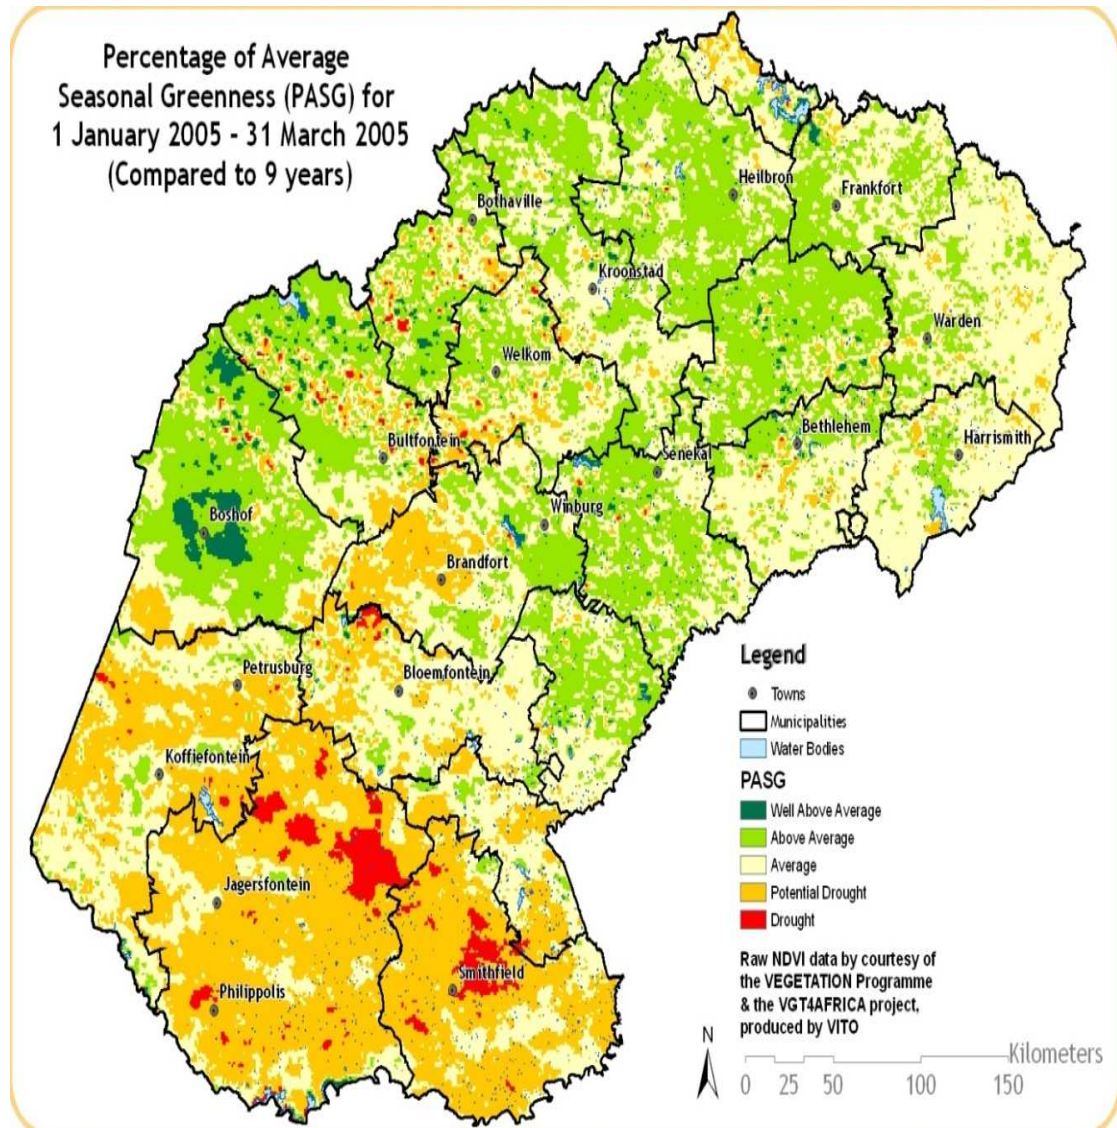 Percentage of Average
Seasonal Greenness (PASG) for
1 January 2005 - 31 March 2005
(Compared to 9 years)
Heilbron
Frankfort
Bothaville
Kroonstad
Warden
Welkom
Bethlehem
Harrismith
Bultfontein
Senekal
Boshof
Winburg
Brandfort
Petrusburg
Bloemfontein
Koffiefontein
Jagersfontein
Smithfield
Philippolis
Legend
Towns
Municipalities
Water Bodies
PASG
Well Above Average
Above Average
Average
Potential Drought
Drought
Raw NDVI data by courtesy of
the VEGETATION Programme
& the VGT4AFRICA project,
produced by VITO
N
Kilometers
0 25 50 100 150